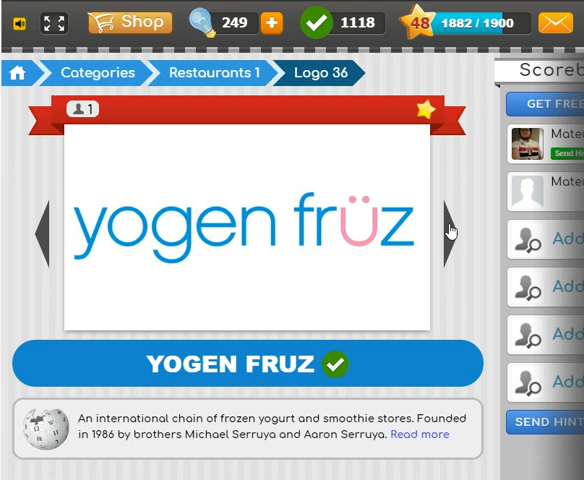 Shop 249 + 1118 48 1882 / 1900
Categories Restaurants 1 Logo 36
1
yogen früz
YOGEN FRUZ
An international chain of frozen yogurt and smoothie stores. Founded
in 1986 by brothers Michael Serruya and Aaron Serruya. Read more
Scoreb
GET FREE
Mate
Send Hi
Mate
Add
Add
Add
Add
SEND HINT